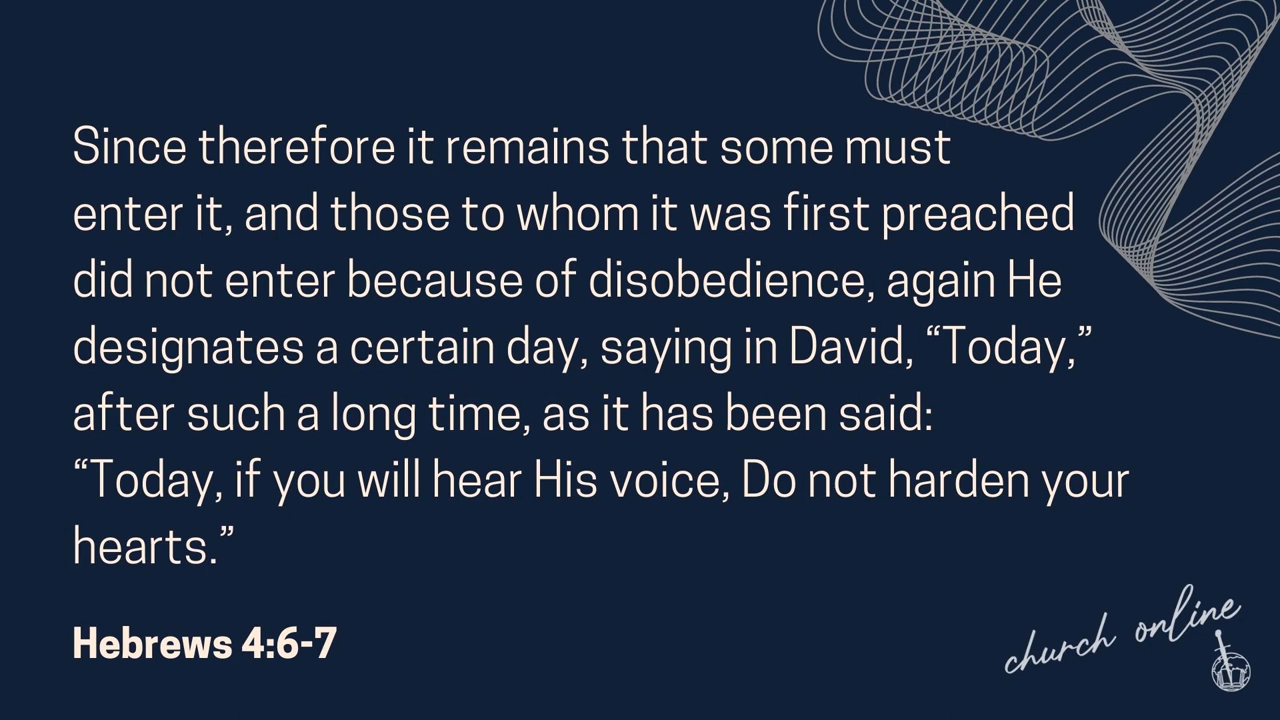 Since therefore it remains that some must
enter it, and those to whom it was first preached
did not enter because of disobedience, again He
designates a certain day, saying in David, “Today,”
after such a long time, as it has been said:
“Today, if you will hear His voice, Do not harden your
hearts.”
Hebrews 4:6-7
church online